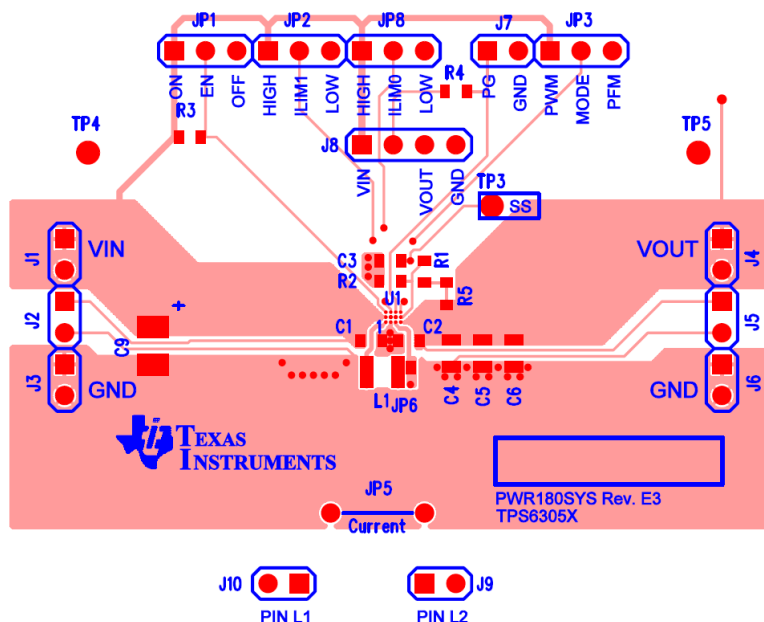 JP1 JP2 JP8 J7 JP3
ON EN OFF HIGH ILIM1 LOW HIGH ILIM0 LOW R4 PG GND PWM MODE PFM
R3
TP4 TP5
J8
VIN VOUT GND
TP3
SS
J1 VIN VOUT J4
C3 R1
R2
U1 R5
J2 J5
+
C9 C1 1 C2
J3 GND GND J6
L1 JP6 C4 C5 C6
TEXAS
INSTRUMENTS
JP5
Current
PWR180SYS Rev. E3
TPS6305X
J10 J9
PIN L1 PIN L2